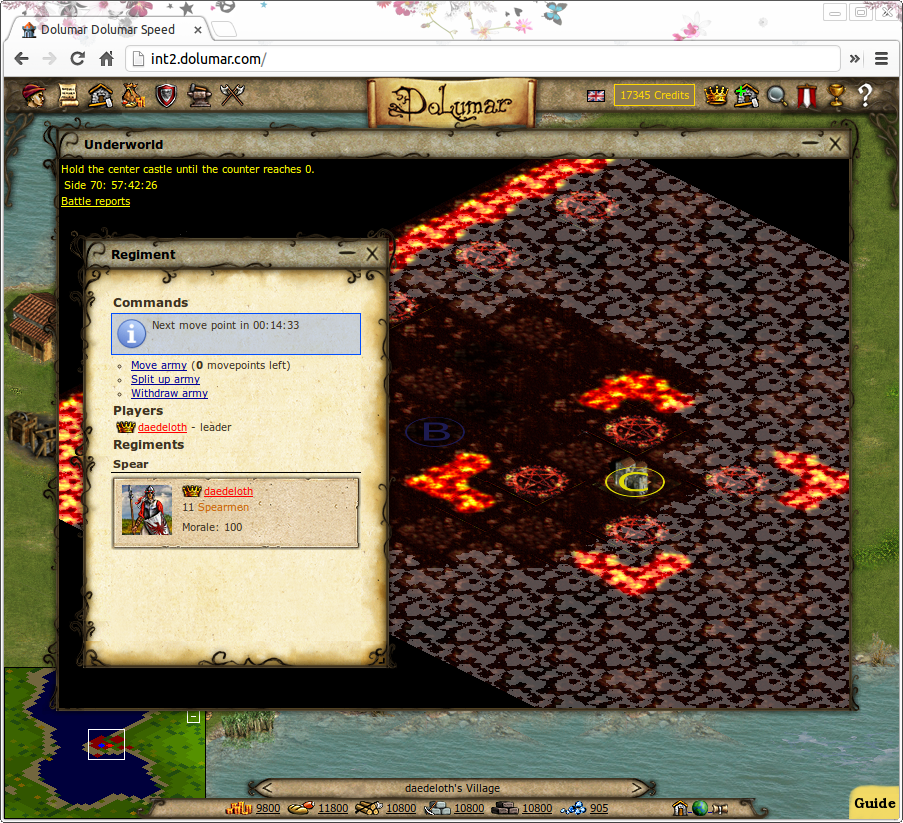 Dolumar Dolumar Speed
int2.dolumar.com/
DOLUMAR
17345 Credits
Underworld
Hold the center castle until the counter reaches 0.
Side 70: 57:42:26
Battle reports
Regiment
Commands
Next move point in 00:14:33
Move army (0 movepoints left)
Split up army
Withdraw army
Players
daedeloth - leader
Regiments
Spear
daedeloth
11 Spearmen
Morale: 100
B
C
daedeloth's Village
9800 11800 10800 10800 10800 905
Guide